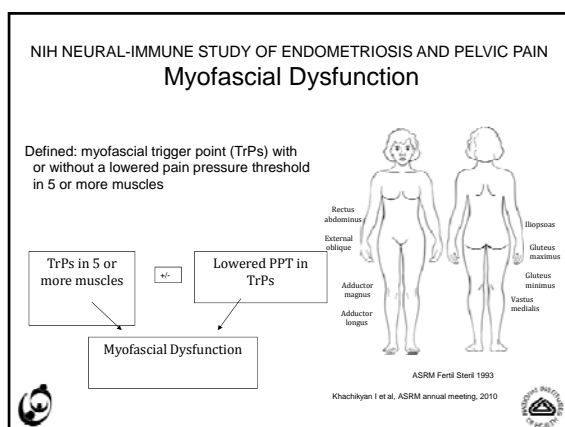 NIH NEURAL-IMMUNE STUDY OF ENDOMETRIOSIS AND PELVIC PAIN
Myofascial Dysfunction
Defined: myofascial trigger point (TrPs) with
or without a lowered pain pressure threshold
in 5 or more muscles
TrPs in 5 or
more muscles
+/-
Lowered PPT in
TrPs
Myofascial Dysfunction
Rectus
abdominus
External
oblique
Adductor
magnus
Adductor
longus
Iliopsoas
Gluteus
maximus
Gluteus
minimus
Vastus
medialis
ASRM Fertil Steril 1993
Khachikyan I et al, ASRM annual meeting, 2010